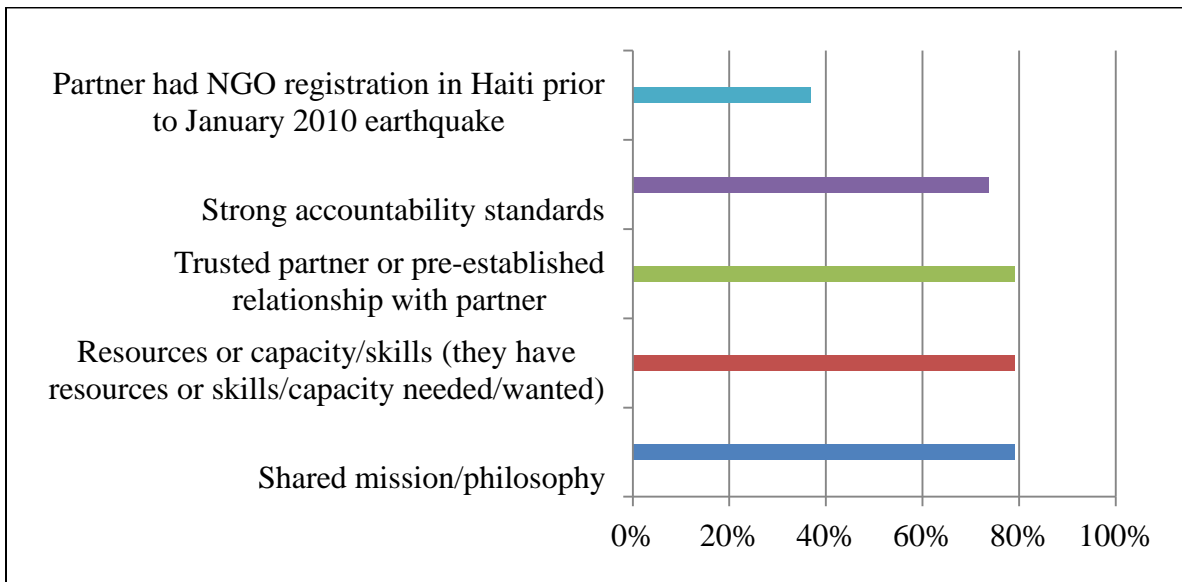 Partner had NGO registration in Haiti prior
to January 2010 earthquake
Strong accountability standards
Trusted partner or pre-established
relationship with partner
Resources or capacity/skills (they have
resources or skills/capacity needed/wanted)
Shared mission/philosophy
0% 20% 40% 60% 80% 100%